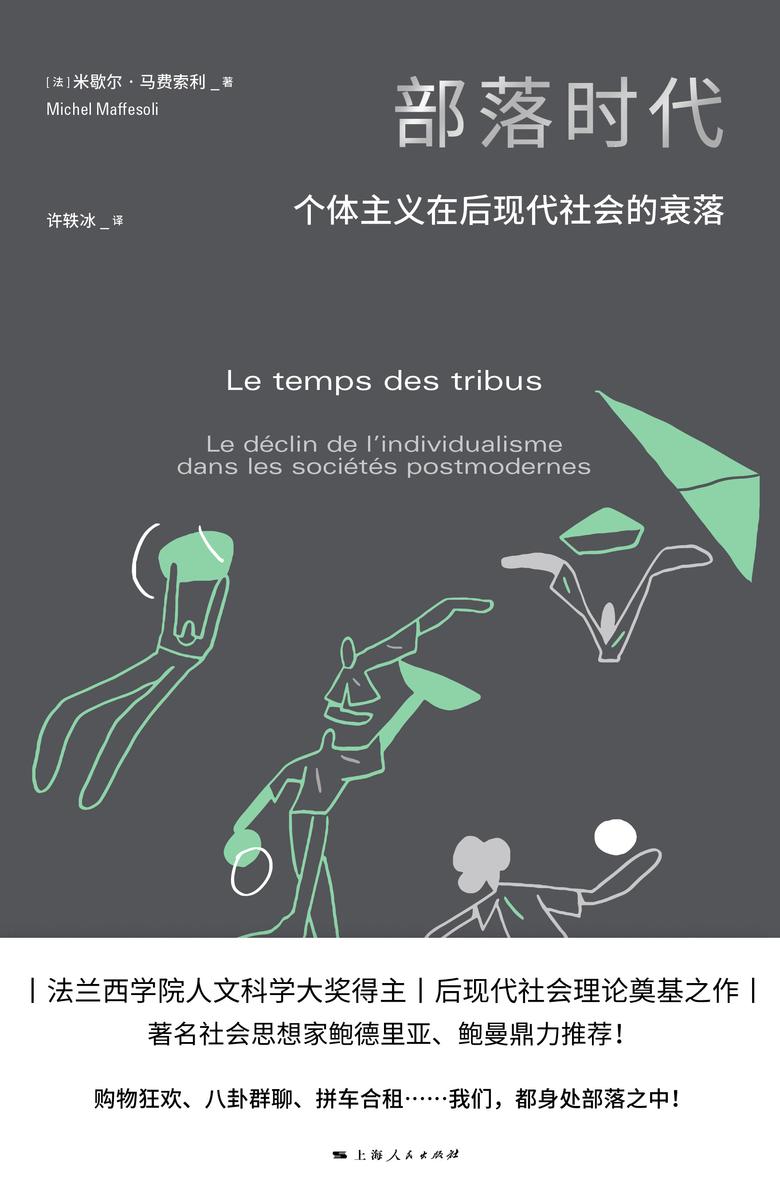 [法]米歇尔·马费索利_著
Michel Maffesoli
部落时代
许轶冰_译
个体主义在后现代社会的衰落
Le temps des tribus
Le déclin de l’individualisme
dans les sociétés postmodernes
丨法兰西学院人文科学大奖得主丨后现代社会理论奠基之作丨
著名社会思想家鲍德里亚、鲍曼鼎力推荐！
购物狂欢、八卦群聊、拼车合租……我们，都身处部落之中！
上海人民出版社